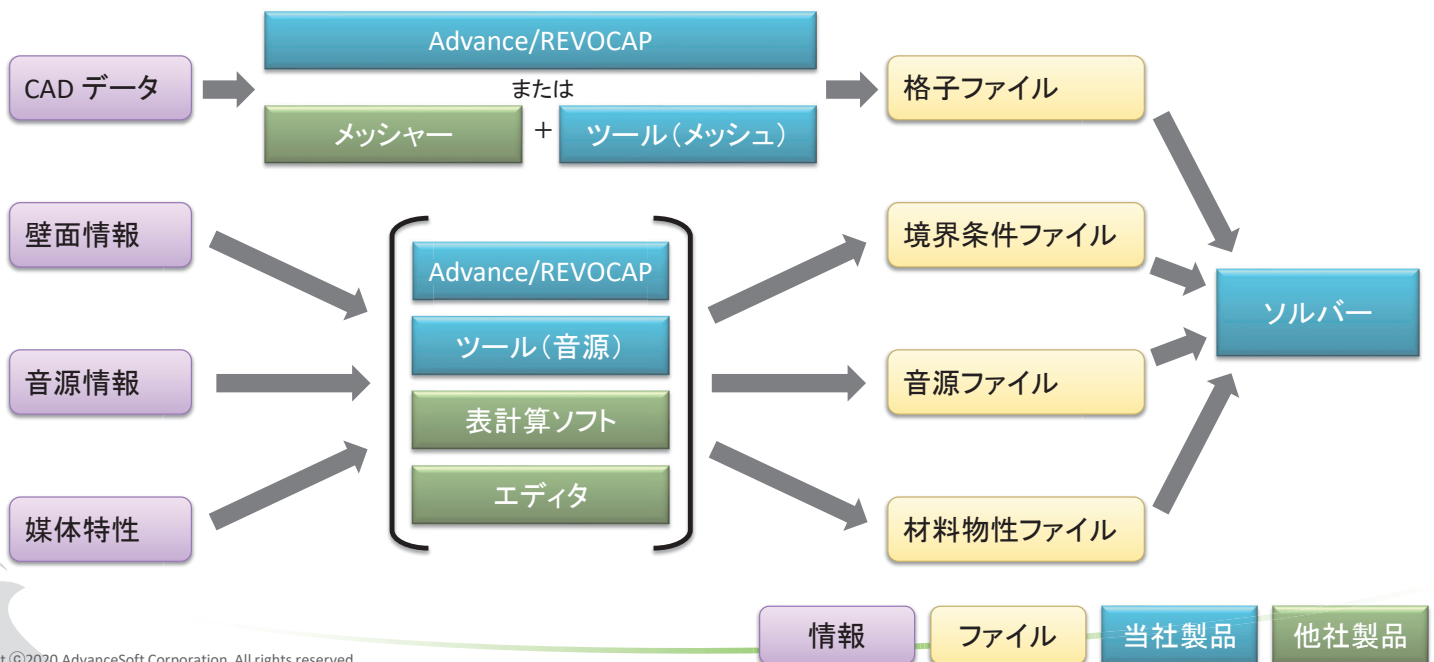 Advance/REVOCAP
CAD データ
または
メッシャー
+
ツール（メッシュ）
格子ファイル
壁面情報
音源情報
媒体特性
Advance/REVOCAP
ツール（音源）
表計算ソフト
エディタ
境界条件ファイル
音源ファイル
材料物性ファイル
ソルバー
情報
ファイル
当社製品
他社製品
t ⓒ2020 AdvanceSoft Corporation. All rights reserved